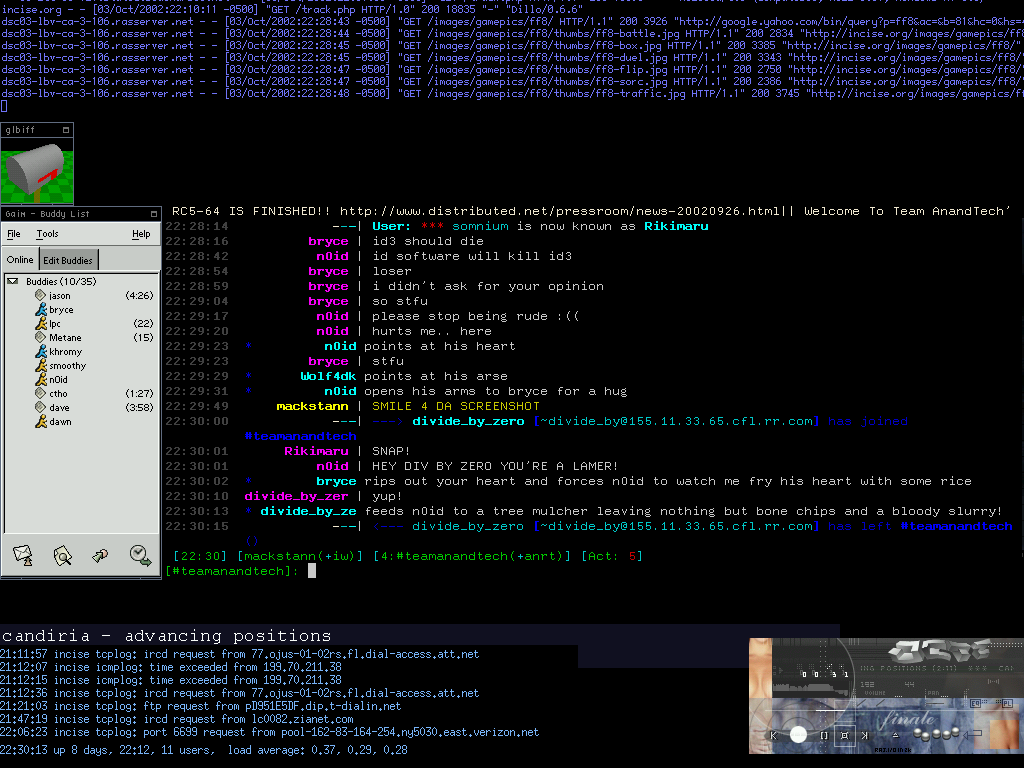 incise.org - - [03/Oct/2002:22:10:11 -0500] "GET /track.php HTTP/1.0" 200 18835 "-" "Dillo/0.6.6"
dsc03-lbv-ca-3-106.rasserver.net - - [03/Oct/2002:22:28:43 -0500] "GET /images/gamepics/ff8/ HTTP/1.1" 200 3926 "http://google.yahoo.com/bin/query?p=ff8&ac=&b=81&hc=0&hs=
dsc03-lbv-ca-3-106.rasserver.net - - [03/Oct/2002:22:28:44 -0500] "GET /images/gamepics/ff8/thumbs/ff8-battle.jpg HTTP/1.1" 200 2834 "http://incise.org/images/gamepics/ff8/"
dsc03-lbv-ca-3-106.rasserver.net - - [03/Oct/2002:22:28:45 -0500] "GET /images/gamepics/ff8/thumbs/ff8-box.jpg HTTP/1.1" 200 3385 "http://incise.org/images/gamepics/ff8/"
dsc03-lbv-ca-3-106.rasserver.net - - [03/Oct/2002:22:28:45 -0500] "GET /images/gamepics/ff8/thumbs/ff8-duel.jpg HTTP/1.1" 200 3343 "http://incise.org/images/gamepics/ff8/
dsc03-lbv-ca-3-106.rasserver.net - - [03/Oct/2002:22:28:47 -0500] "GET /images/gamepics/ff8/thumbs/ff8-flip.jpg HTTP/1.1" 200 2750 "http://incise.org/images/gamepics/ff8/
dsc03-lbv-ca-3-106.rasserver.net - - [03/Oct/2002:22:28:47 -0500] "GET /images/gamepics/ff8/thumbs/ff8-sorc.jpg HTTP/1.1" 200 2386 "http://incise.org/images/gamepics/ff8/
dsc03-lbv-ca-3-106.rasserver.net - - [03/Oct/2002:22:28:48 -0500] "GET /images/gamepics/ff8/thumbs/ff8-traffic.jpg HTTP/1.1" 200 3745 "http://incise.org/images/gamepics/ff
glbiff
Gaim - Buddy List
File Tools Help
Online Edit Buddies
Buddies (10/35)
jason (4:26)
bryce
lpc (22)
Metane (15)
khromy
smoothy
n0id
ctho (1:27)
dave (3:58)
dawn
RC5-64 IS FINISHED!! http://www.distributed.net/pressroom/news-20020926.html|| Welcome To Team AnandTech'
22:28:14 ---| User: *** somnium is now known as Rikimaru
22:28:16 bryce | id3 should die
22:28:42 n0id | id software will kill id3
22:28:54 bryce | loser
22:28:59 bryce | i didn't ask for your opinion
22:29:04 bryce | so stfu
22:29:17 n0id | please stop being rude :((
22:29:20 n0id | hurts me.. here
22:29:23 * n0id points at his heart
22:29:23 bryce | stfu
22:29:29 * Wolf4dk points at his arse
22:29:31 * n0id opens his arms to bryce for a hug
22:29:49 mackstann | SMILE 4 DA SCREENSHOT
22:30:00 ---| ---> divide_by_zero [~divide_by@155.11.33.65.cfl.rr.com] has joined
#teamanandtech
22:30:01 Rikimaru | SNAP!
22:30:01 n0id | HEY DIV BY ZERO YOU'RE A LAMER!
22:30:02 * bryce rips out your heart and forces n0id to watch me fry his heart with some rice
22:30:10 divide_by_zer | yup!
22:30:13 * divide_by_ze feeds n0id to a tree mulcher leaving nothing but bone chips and a bloody slurry!
22:30:15 ---| <--- divide_by_zero [~divide_by@155.11.33.65.cfl.rr.com] has left #teamanandtech
()
[22:30] [mackstann(+iw)] [4:#teamanandtech(+anrt)] [Act: 5]
[#teamanandtech]:
candiria - advancing positions
21:11:57 incise tcplog: ircd request from 77.ojus-01-02rs.fl.dial-access.att.net
21:12:07 incise icmplog: time exceeded from 199.70.211.38
21:12:15 incise icmplog: time exceeded from 199.70.211.38
21:12:36 incise tcplog: ircd request from 77.ojus-01-02rs.fl.dial-access.att.net
21:21:03 incise tcplog: ftp request from pD951E5DF.dip.t-dialin.net
21:47:19 incise tcplog: ircd request from lc0082.zianet.com
22:06:23 incise tcplog: port 6699 request from pool-162-83-164-254.ny5030.east.verizon.net
22:30:13 up 8 days, 22:12, 11 users, load average: 0.37, 0.29, 0.28
ING POSITIONS (2:11) *** CAN
192 44
VOLUME PAN
EQ PL
finale